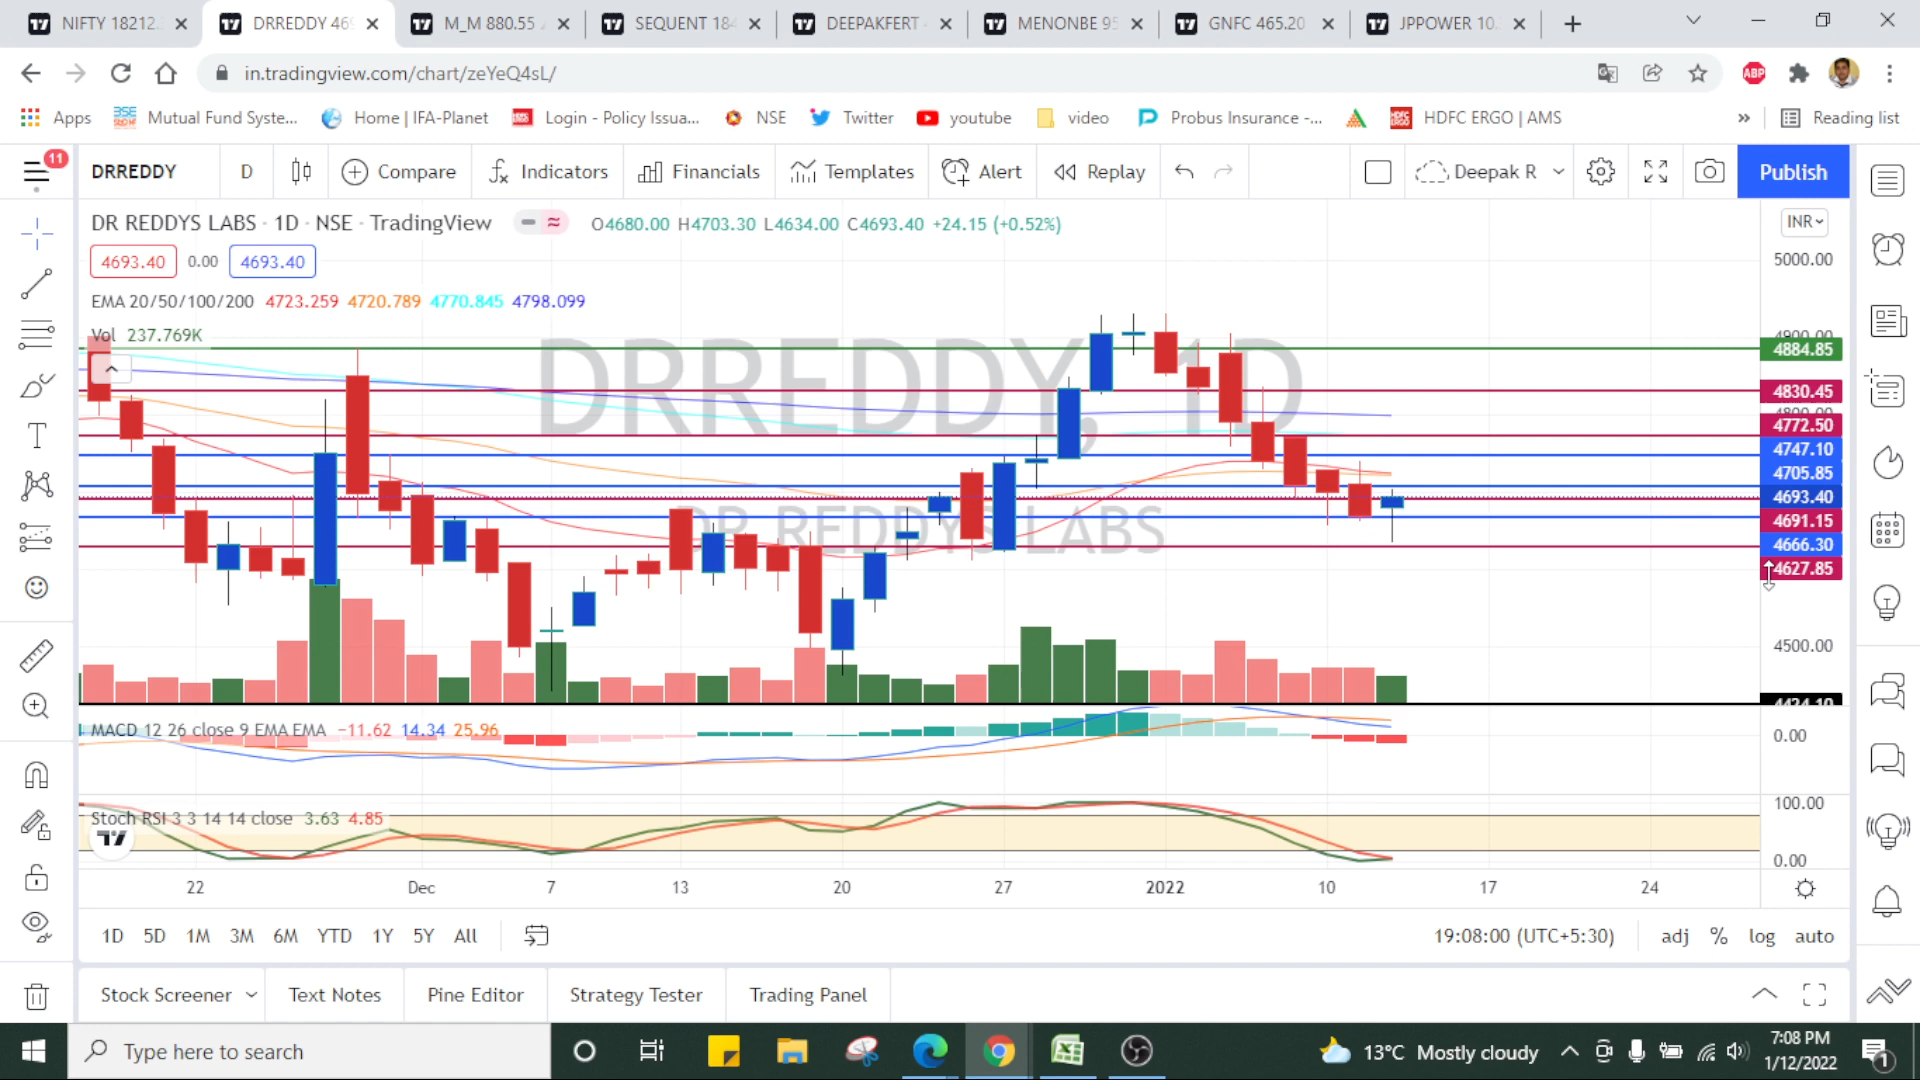 NIFTY 18212.
DRREDDY 469
M_M 880.55
SEQUENT 184
DEEPAKFERT
MENONBE 95
GNFC 465.20
JPPOWER 10.
in.tradingview.com/chart/zeYeQ4sL/
ABP
Apps
Mutual Fund Syste...
Home | IFA-Planet
Login - Policy Issua...
NSE
Twitter
youtube
video
Probus Insurance -...
HDFC ERGO | AMS
»
Reading list
11
DRREDDY
D
Compare
Indicators
Financials
Templates
Alert
Replay
Deepak R
Publish
DR REDDYS LABS · 1D · NSE · TradingView
O4680.00 H4703.30 L4634.00 C4693.40 +24.15 (+0.52%)
INR
4693.40 0.00 4693.40
5000.00
EMA 20/50/100/200 4723.259 4720.789 4770.845 4798.099
Vol 237.769K
4900.00
4884.85
DRREDDY, 1D
4830.45
4800.00
4772.50
4747.10
4705.85
4693.40
4691.15
DR REDDYS LABS
4666.30
4627.85
4500.00
4424.10
MACD 12 26 close 9 EMA EMA −11.62 14.34 25.96
0.00
Stoch RSI 3 3 14 14 close 3.63 4.85
100.00
0.00
22 Dec 7 13 20 27 2022 10 17 24
1D 5D 1M 3M 6M YTD 1Y 5Y All
19:08:00 (UTC+5:30)
adj % log auto
Stock Screener
Text Notes
Pine Editor
Strategy Tester
Trading Panel
Type here to search
13°C Mostly cloudy
7:08 PM
1/12/2022
1